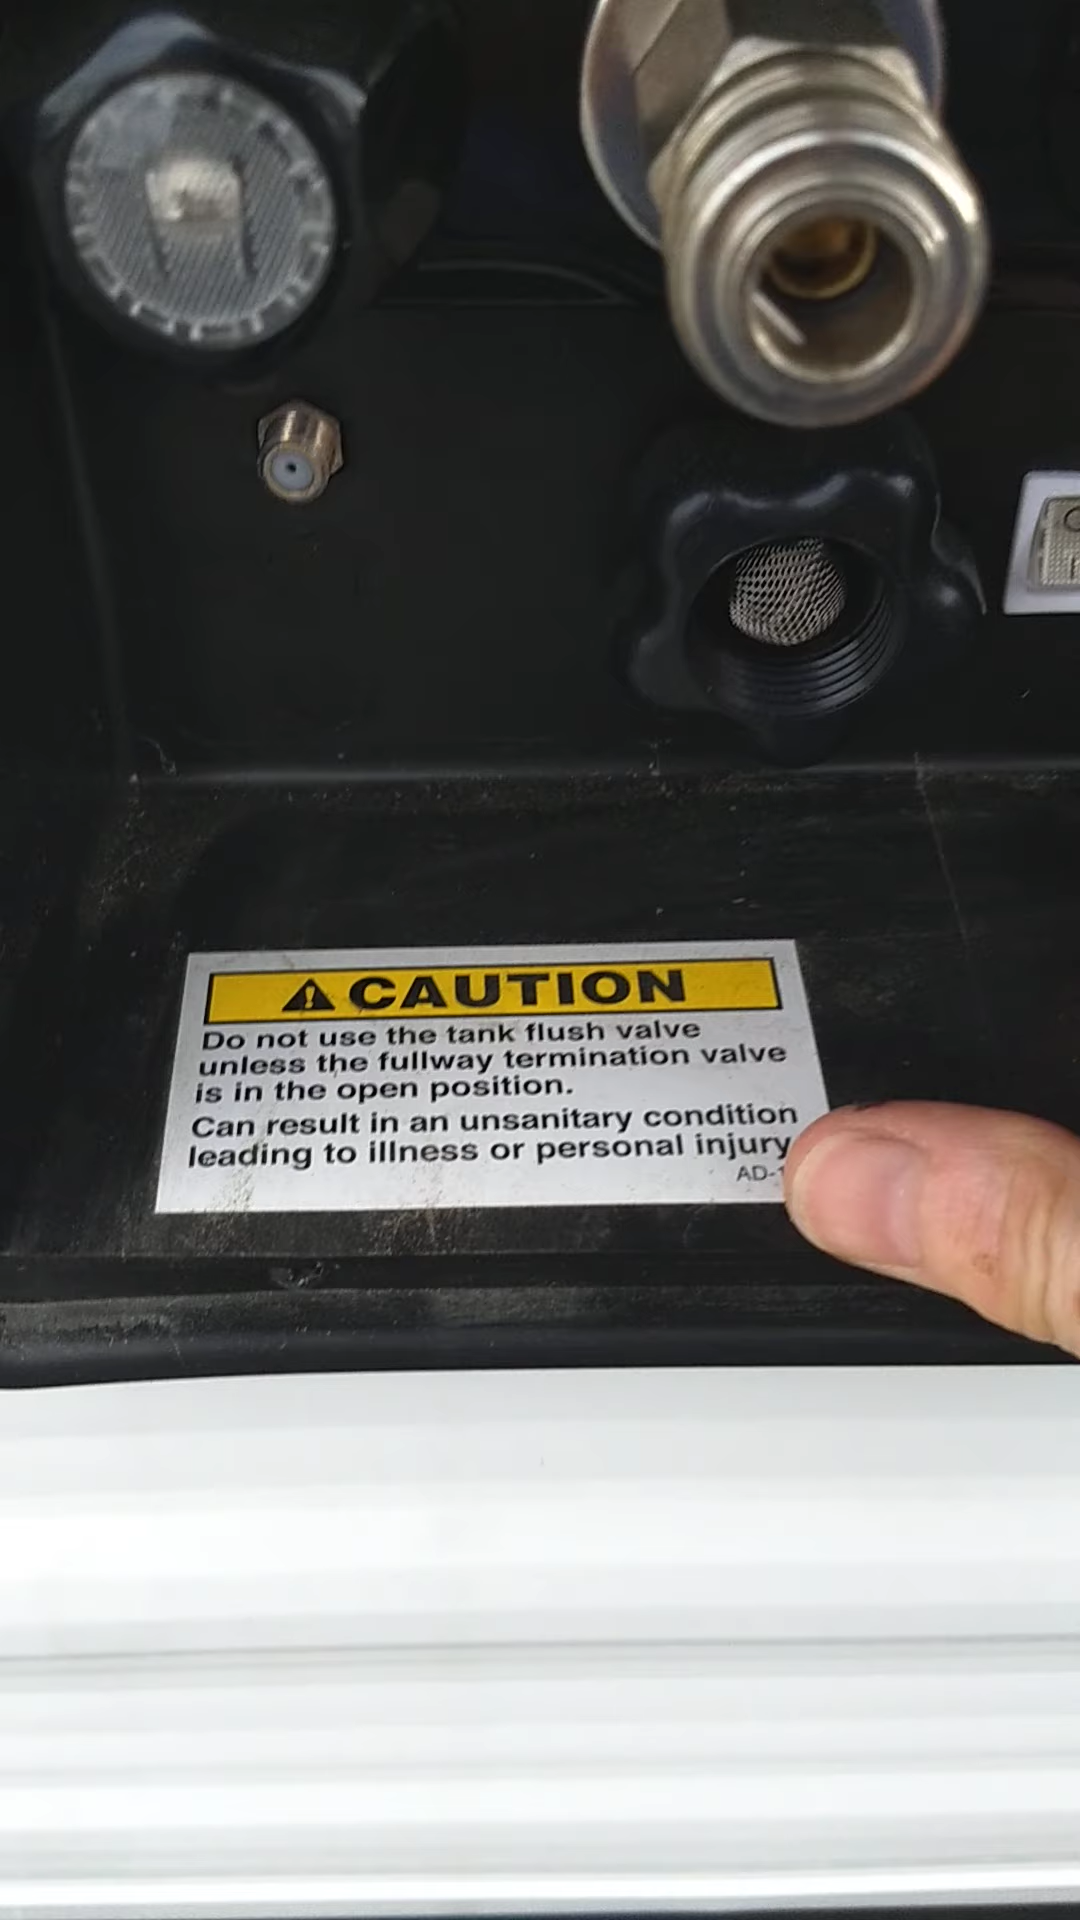 CAUTION
Do not use the tank flush valve
unless the fullway termination valve
is in the open position.
Can result in an unsanitary condition
leading to illness or personal injury